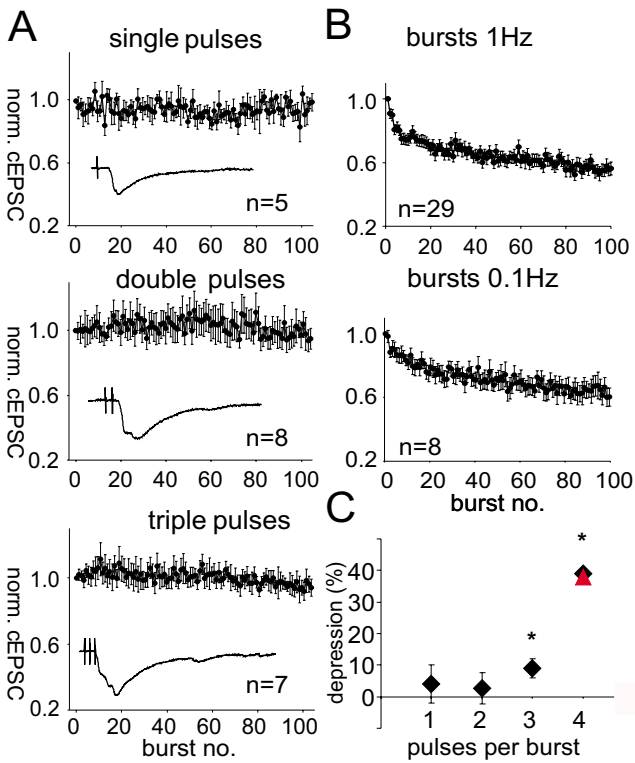 A
single pulses
norm. cEPSC
1.0
0.6
0.2
n=5
20 40 60 80 100
double pulses
norm. cEPSC
1.0
0.6
0.2
n=8
0 20 40 60 80 100
triple pulses
norm. cEPSC
1.0
0.6
0.2
n=7
0 20 40 60 80 100
burst no.
B
bursts 1Hz
1.0
0.6
0.2
n=29
0 20 40 60 80 100
bursts 0.1Hz
1.0
0.6
0.2
n=8
0 20 40 60 80 100
burst no.
C
depression (%)
40
30
20
10
0
*
*
1 2 3 4
pulses per burst